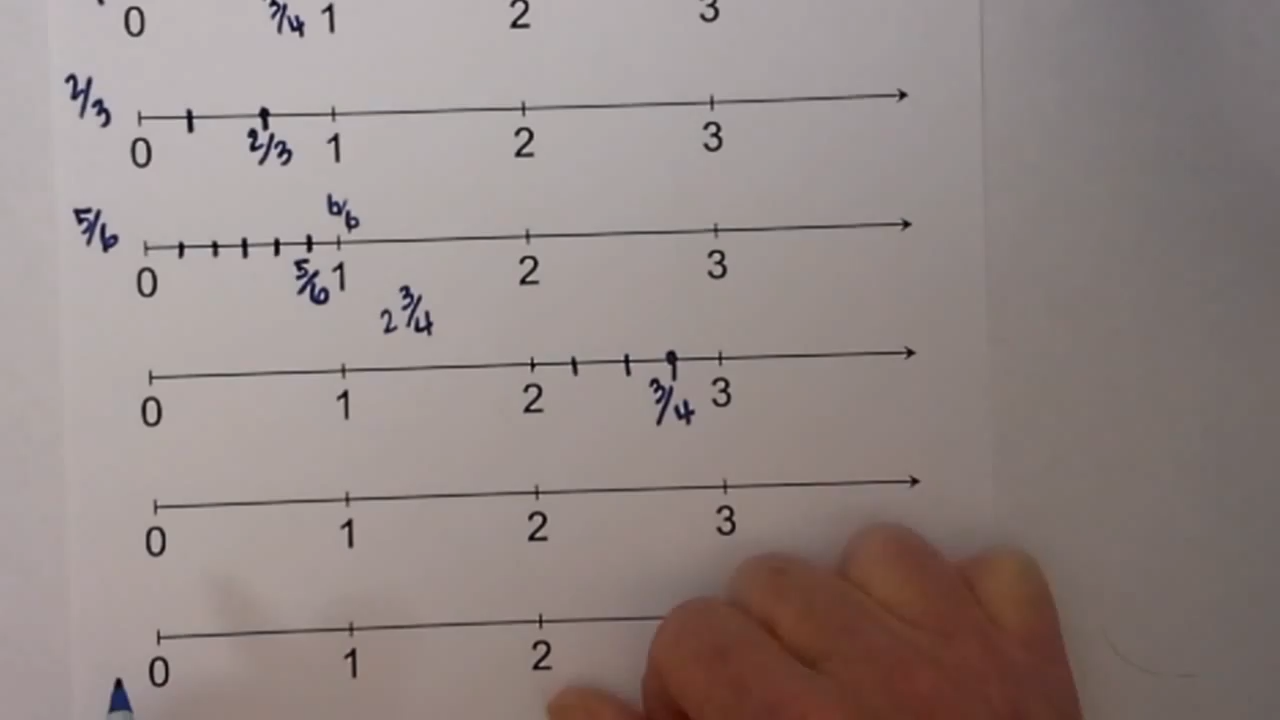 0 3/4 1 2 3
2/3
0 2/3 1 2 3
6/6
5/6
0 5/6 1 2 3
2 3/4
0 1 2 3/4 3
0 1 2 3
0 1 2